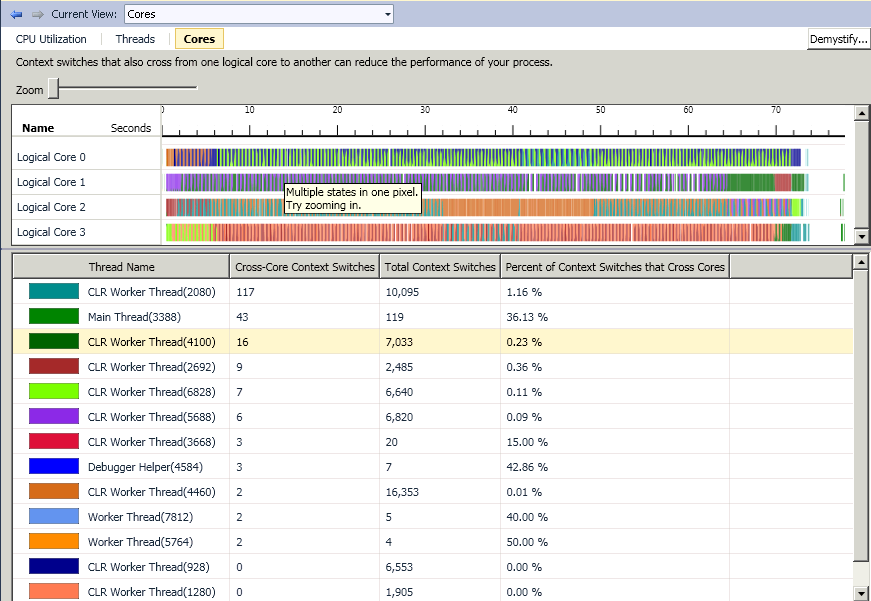 Current View: Cores
CPU Utilization Threads Cores Demystify...
Context switches that also cross from one logical core to another can reduce the performance of your process.
Zoom
0 10 20 30 40 50 60 70
Name Seconds
Logical Core 0
Logical Core 1
Multiple states in one pixel.
Try zooming in.
Logical Core 2
Logical Core 3
Thread Name Cross-Core Context Switches Total Context Switches Percent of Context Switches that Cross Cores
CLR Worker Thread(2080) 117 10,095 1.16 %
Main Thread(3388) 43 119 36.13 %
CLR Worker Thread(4100) 16 7,033 0.23 %
CLR Worker Thread(2692) 9 2,485 0.36 %
CLR Worker Thread(6828) 7 6,640 0.11 %
CLR Worker Thread(5688) 6 6,820 0.09 %
CLR Worker Thread(3668) 3 20 15.00 %
Debugger Helper(4584) 3 7 42.86 %
CLR Worker Thread(4460) 2 16,353 0.01 %
Worker Thread(7812) 2 5 40.00 %
Worker Thread(5764) 2 4 50.00 %
CLR Worker Thread(928) 0 6,553 0.00 %
CLR Worker Thread(1280) 0 1,905 0.00 %